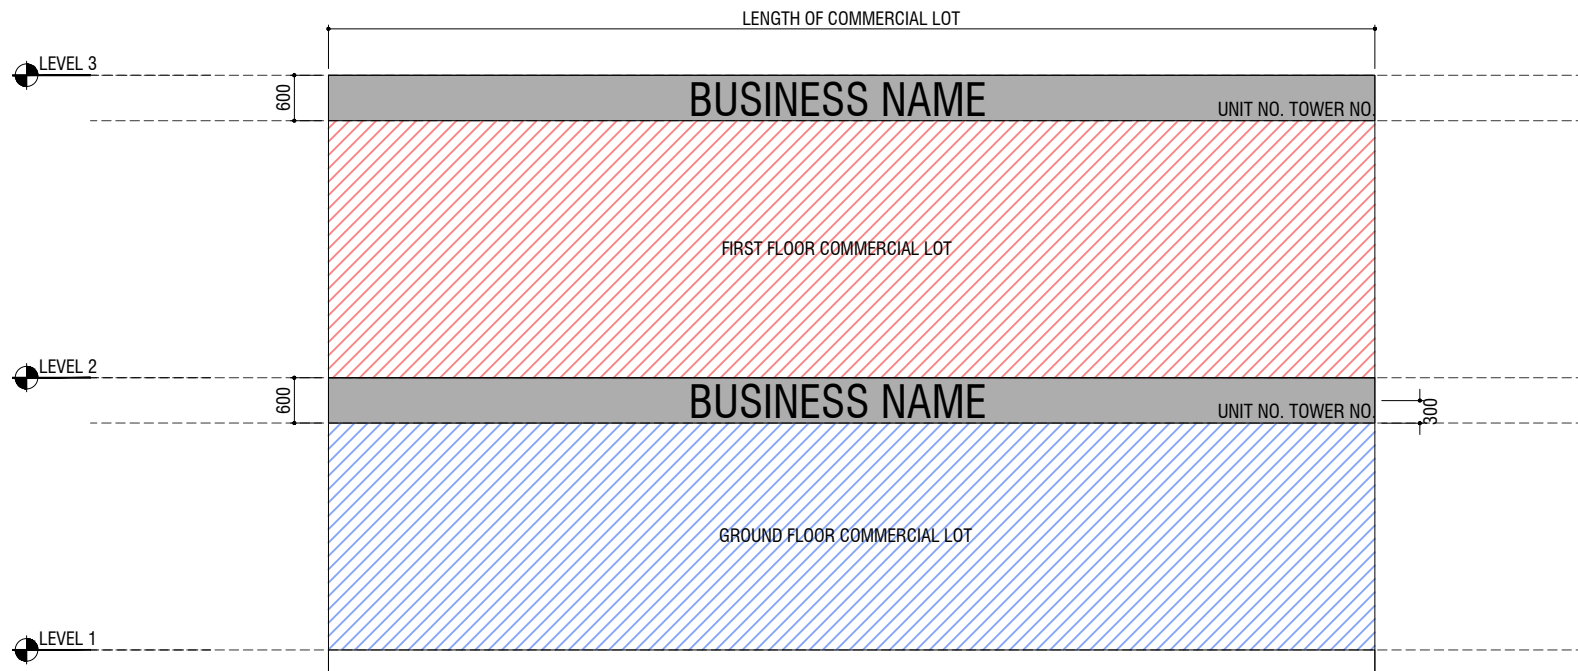 LENGTH OF COMMERCIAL LOT
LEVEL 3
600
BUSINESS NAME
UNIT NO. TOWER NO.
FIRST FLOOR COMMERCIAL LOT
LEVEL 2
600
BUSINESS NAME
UNIT NO. TOWER NO.
300
GROUND FLOOR COMMERCIAL LOT
LEVEL 1